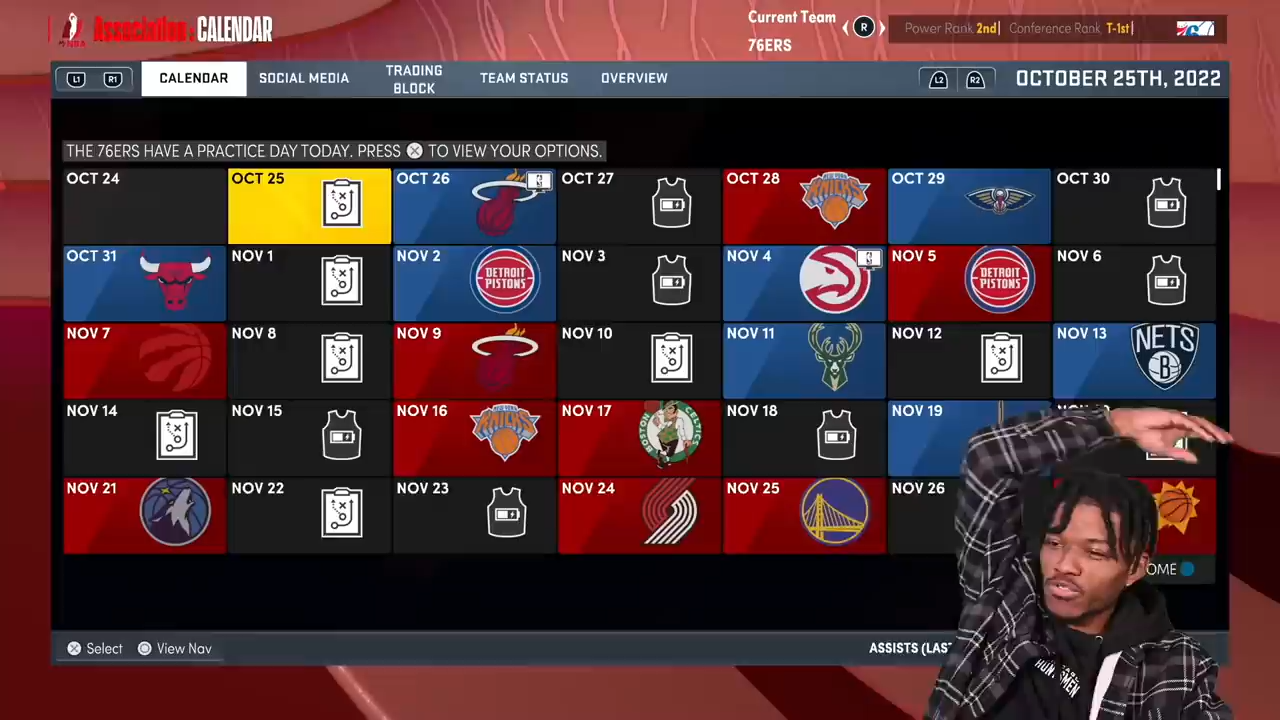 Association: CALENDAR
Current Team
76ERS
R
Power Rank 2nd
Conference Rank T-1st
L1 R1
CALENDAR
SOCIAL MEDIA
TRADING
BLOCK
TEAM STATUS
OVERVIEW
L2 R2
OCTOBER 25TH, 2022
THE 76ERS HAVE A PRACTICE DAY TODAY. PRESS TO VIEW YOUR OPTIONS.
OCT 24
OCT 25
OCT 26
OCT 27
OCT 28
KNICKS
OCT 29
OCT 30
OCT 31
NOV 1
NOV 2
DETROIT
PISTONS
NOV 3
NOV 4
NOV 5
DETROIT
PISTONS
NOV 6
NOV 7
NOV 8
NOV 9
NOV 10
NOV 11
NOV 12
NOV 13
NETS
B
NOV 14
NOV 15
NOV 16
KNICKS
NOV 17
BOSTON CELTICS
NOV 18
NOV 19
NOV 21
NOV 22
NOV 23
NOV 24
NOV 25
NOV 26
OME
Select
View Nav
ASSISTS (LAS